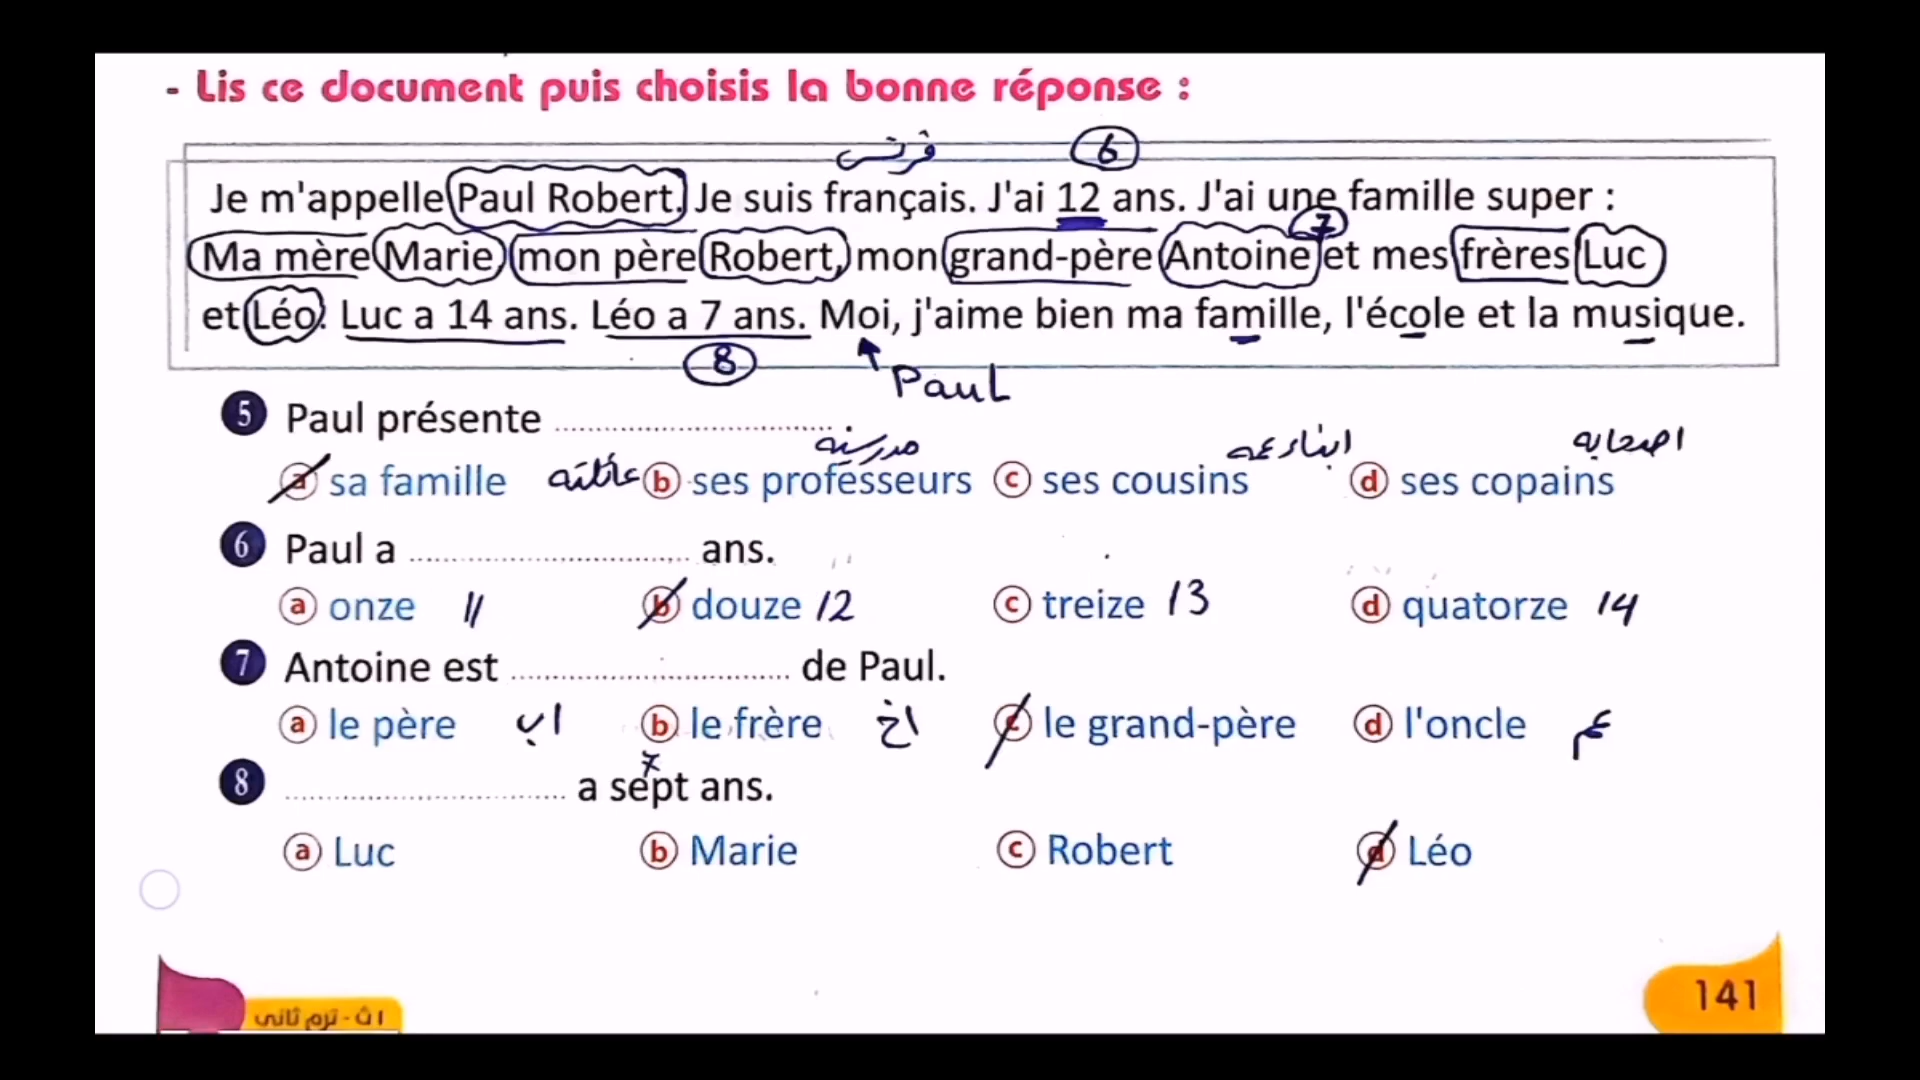 - Lis ce document puis choisis la bonne réponse :
فرنسى 6
Je m'appelle Paul Robert. Je suis français. J'ai 12 ans. J'ai une famille super :
7
Ma mère Marie, mon père Robert, mon grand-père Antoine et mes frères Luc
et Léo. Luc a 14 ans. Léo a 7 ans. Moi, j'aime bien ma famille, l'école et la musique.
8 Paul
5 Paul présente ............................ .
a sa famille عائلته b ses professeurs مدرسيه c ses cousins ابناء عمه d ses copains اصحابه
6 Paul a ............................ ans.
a onze 11 b douze 12 c treize 13 d quatorze 14
7 Antoine est ............................ de Paul.
a le père اب b le frère اخ c le grand-père d l'oncle عم
7
8 ............................ a sept ans.
a Luc b Marie c Robert d Léo
١ ث - ترم ثاني
141